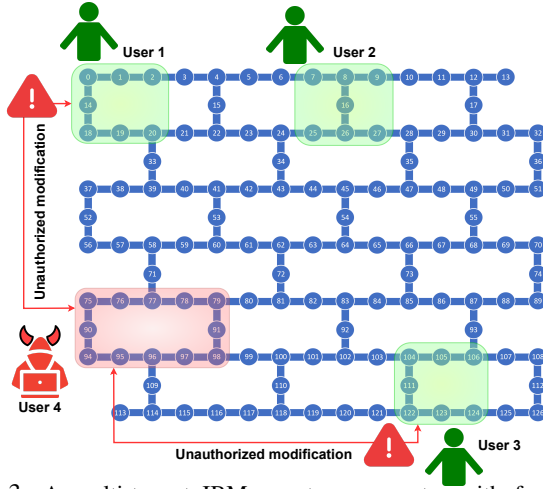 User 1
User 2
0 1 2 3 4 5 6 7 8 9 10 11 12 13
14 15 16 17
18 19 20 21 22 23 24 25 26 27 28 29 30 31 32
33 34 35 36
37 38 39 40 41 42 43 44 45 46 47 48 49 50 51
52 53 54 55
56 57 58 59 60 61 62 63 64 65 66 67 68 69 70
71 72 73 74
75 76 77 78 79 80 81 82 83 84 85 86 87 88 89
90 91 92 93
94 95 96 97 98 99 100 101 102 103 104 105 106 107 108
109 110 111 112
113 114 115 116 117 118 119 120 121 122 123 124 125 126
Unauthorized modification
User 4
Unauthorized modification
User 3